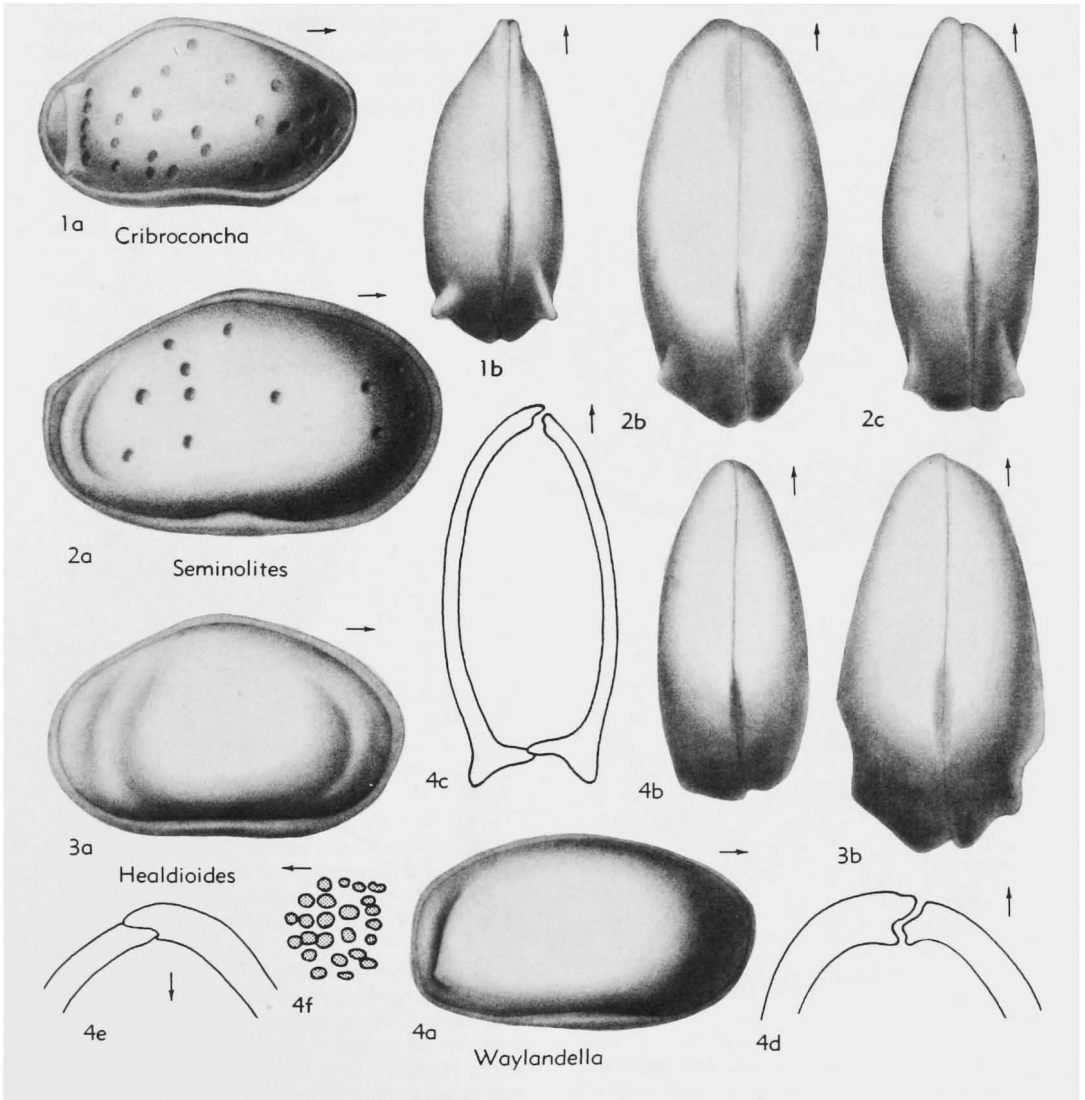 1a
Cribroconcha
1b
2b
2c
2a
Seminolites
4c
4b
3a
3b
Healdioides
4f
4e
4a
4d
Waylandella